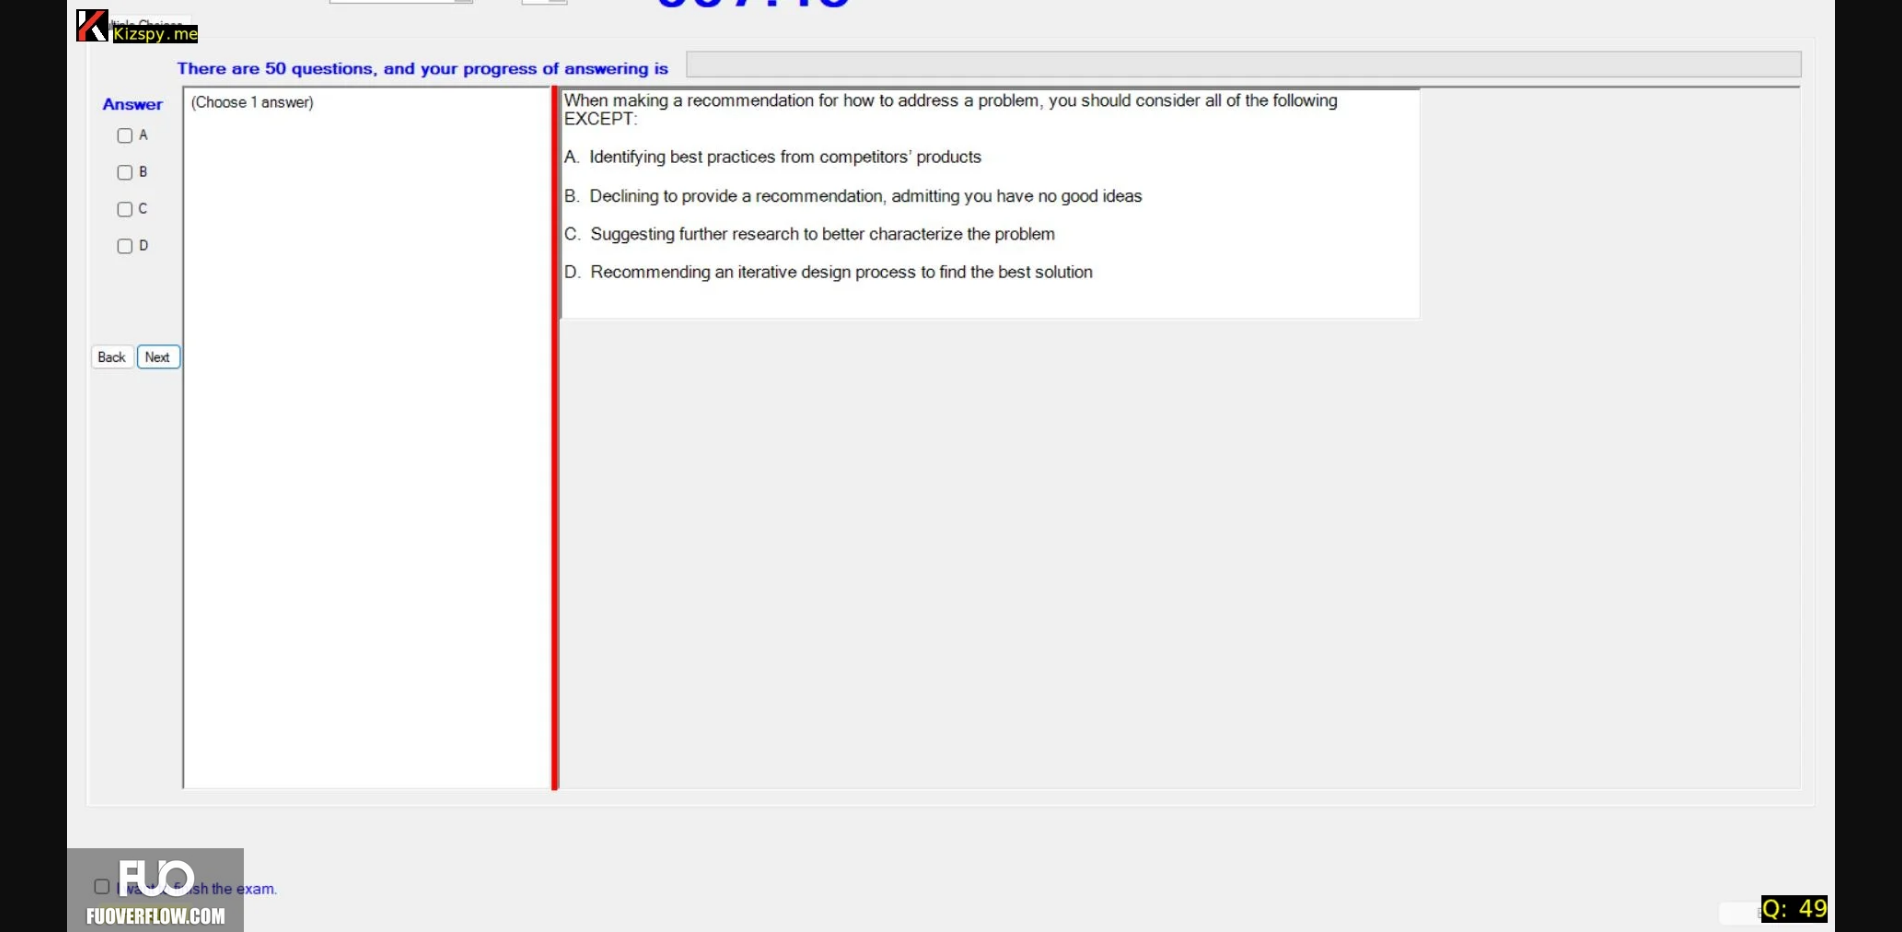 Kizspy.me
There are 50 questions, and your progress of answering is
Answer
(Choose 1 answer)
A
B
C
D
Back
Next
When making a recommendation for how to address a problem, you should consider all of the following
EXCEPT:
A. Identifying best practices from competitors' products
B. Declining to provide a recommendation, admitting you have no good ideas
C. Suggesting further research to better characterize the problem
D. Recommending an iterative design process to find the best solution
FUO
the exam.
FUOVERFLOW.COM
Q: 49